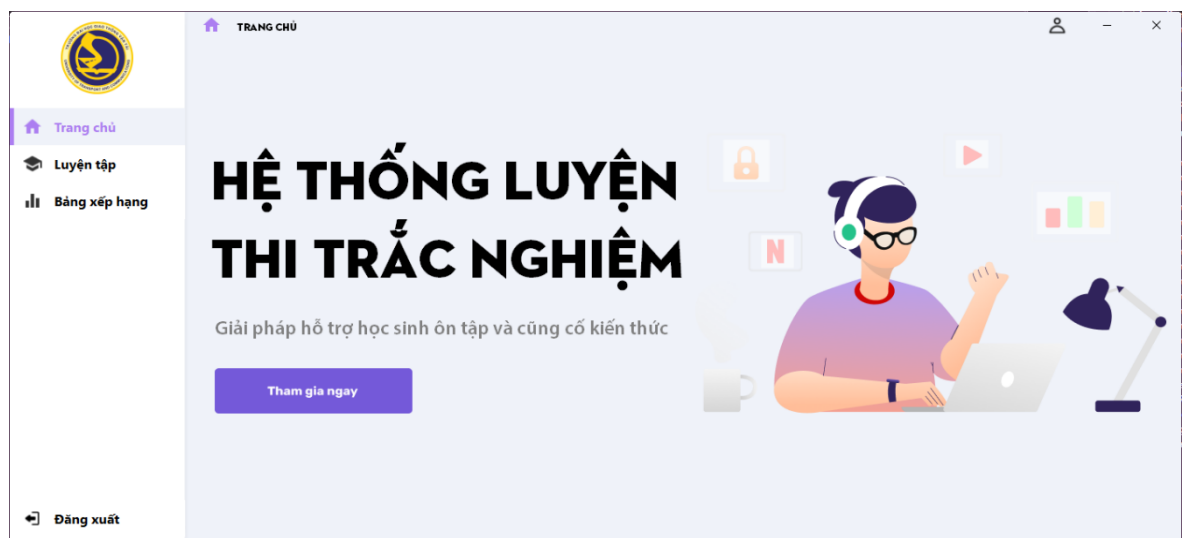 TRANG CHỦ
Trang chủ
Luyện tập
Bảng xếp hạng
HỆ THỐNG LUYỆN
THI TRẮC NGHIỆM
N
Giải pháp hỗ trợ học sinh ôn tập và cũng cố kiến thức
Tham gia ngay
Đăng xuất